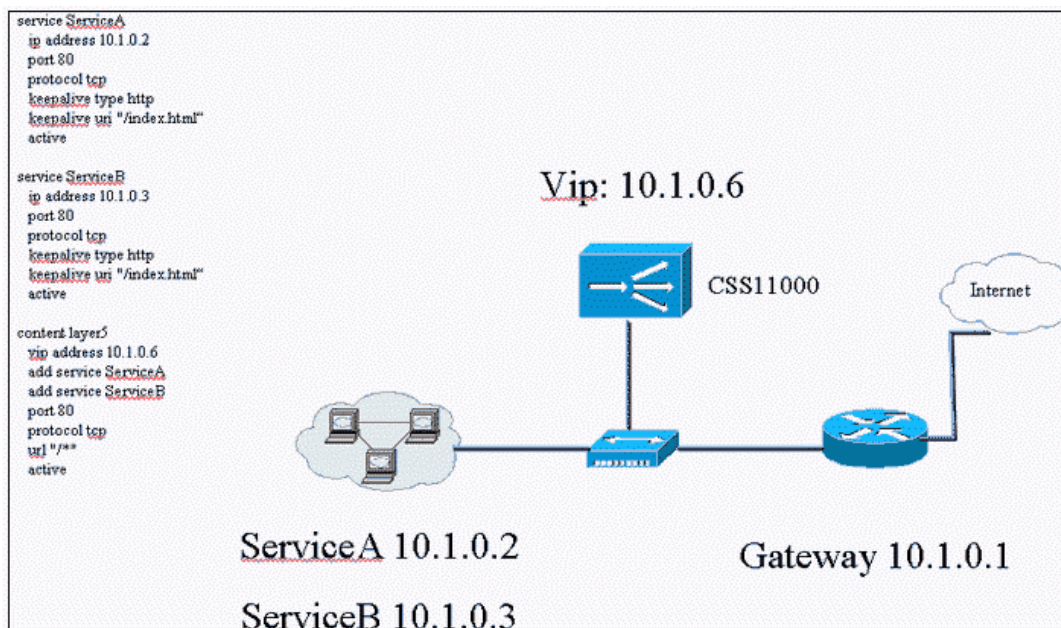 service ServiceA
ip address 10.1.0.2
port 80
protocol tcp
keepalive type http
keepalive uri "/index.html"
active
service ServiceB
ip address 10.1.0.3
port 80
protocol tcp
keepalive type http
keepalive uri "/index.html"
active
content layer5
vip address 10.1.0.6
add service ServiceA
add service ServiceB
port 80
protocol tcp
url "/*"
active
Vip: 10.1.0.6
CSS11000
Internet
ServiceA 10.1.0.2
Gateway 10.1.0.1
ServiceB 10.1.0.3